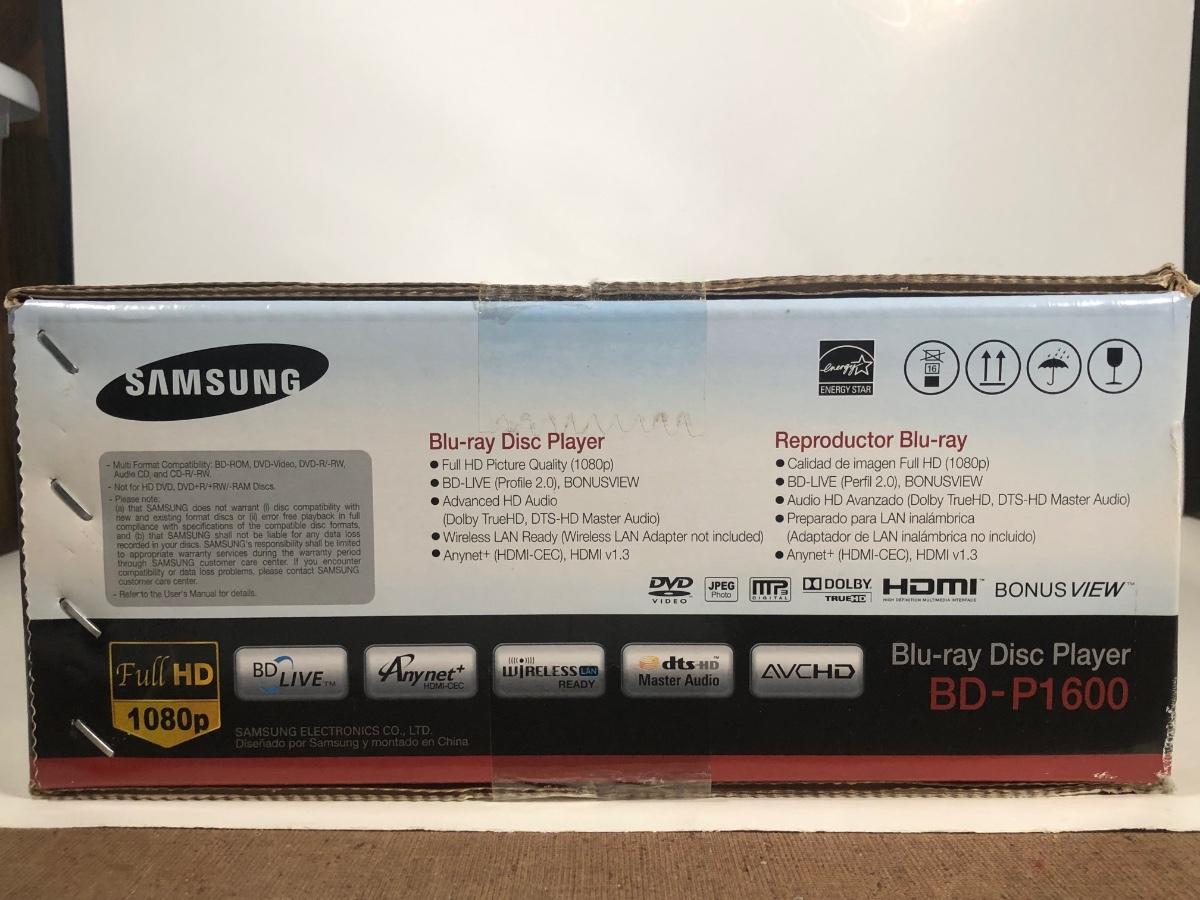 SAMSUNG
energy
ENERGY STAR
16
- Multi Format Compatibility: BD-ROM, DVD-Video, DVD-R/-RW,
Audio CD, and CD-R/-RW.
- Not for HD DVD, DVD+R/+RW/-RAM Discs.
- Please note:
(a) that SAMSUNG does not warrant (i) disc compatibility with
new and existing format discs or (ii) error free playback in full
compliance with specifications of the compatible disc formats,
and (b) that SAMSUNG shall not be liable for any data loss
recorded in your discs. SAMSUNG's responsibility shall be limited
to appropriate warranty services during the warranty period
through SAMSUNG customer care center. If you encounter
compatibility or data loss problems, please contact SAMSUNG
customer care center.
- Refer to the User's Manual for details.
Blu-ray Disc Player
● Full HD Picture Quality (1080p)
● BD-LIVE (Profile 2.0), BONUSVIEW
● Advanced HD Audio
(Dolby TrueHD, DTS-HD Master Audio)
● Wireless LAN Ready (Wireless LAN Adapter not included)
● Anynet+ (HDMI-CEC), HDMI v1.3
Reproductor Blu-ray
● Calidad de imagen Full HD (1080p)
● BD-LIVE (Perfil 2.0), BONUSVIEW
● Audio HD Avanzado (Dolby TrueHD, DTS-HD Master Audio)
● Preparado para LAN inalámbrica
(Adaptador de LAN inalámbrica no incluido)
● Anynet+ (HDMI-CEC), HDMI v1.3
DVD
VIDEO
JPEG
Photo
MP3
DIGITAL
DOLBY
TRUEHD
HDMI™
HIGH DEFINITION MULTIMEDIA INTERFACE
BONUSVIEW™
Full HD
1080p
BD LIVE™
Anynet+
HDMI-CEC
WiRELESS LAN
READY
dts-HD
Master Audio
AVCHD
Blu-ray Disc Player
BD-P1600
SAMSUNG ELECTRONICS CO., LTD.
Diseñado por Samsung y montado en China